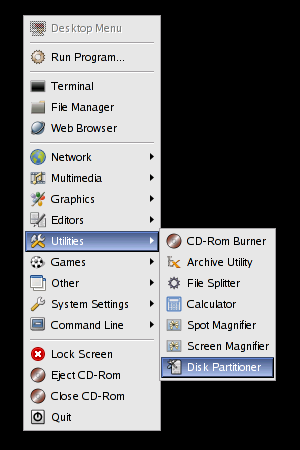 Desktop Menu
Run Program...
Terminal
File Manager
Web Browser
Network
Multimedia
Graphics
Editors
Utilities
Games
Other
System Settings
Command Line
Lock Screen
Eject CD-Rom
Close CD-Rom
Quit
CD-Rom Burner
Archive Utility
File Splitter
Calculator
Spot Magnifier
Screen Magnifier
Disk Partitioner